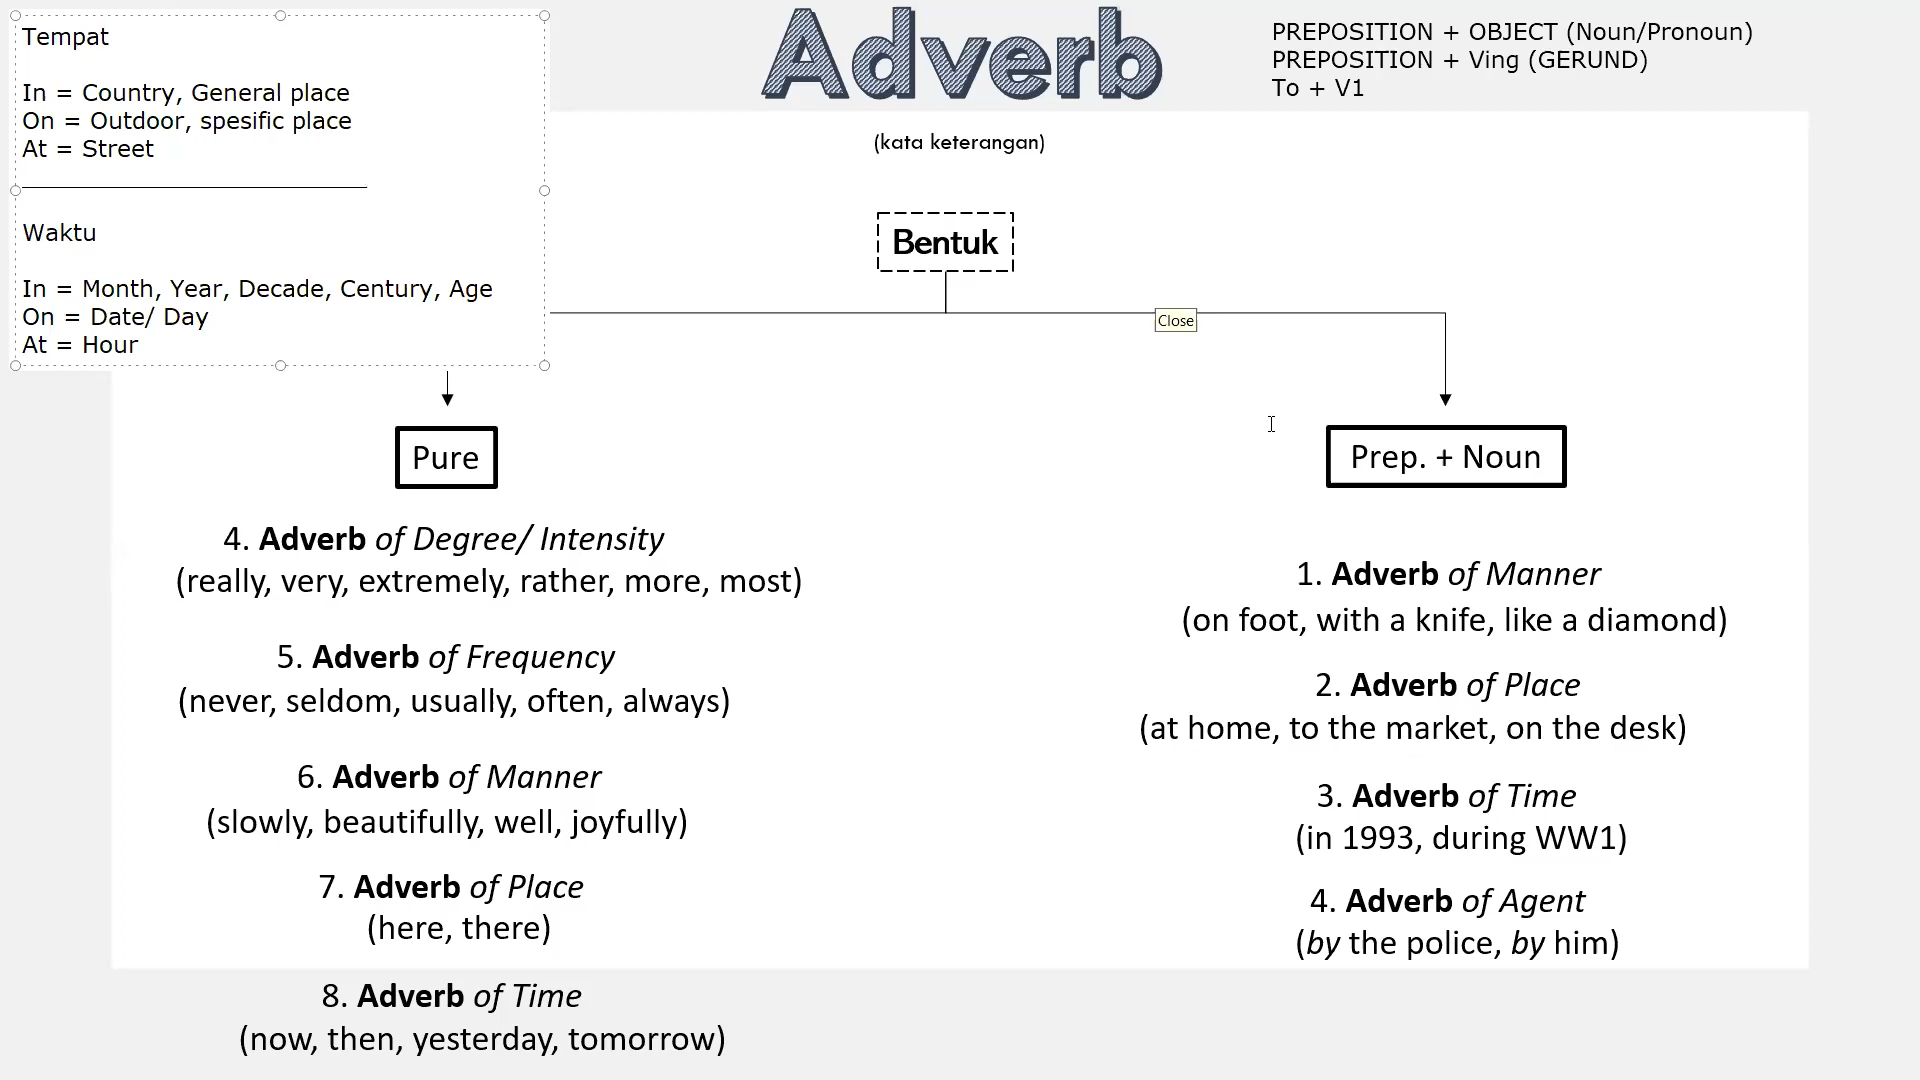 Tempat
In = Country, General place
On = Outdoor, spesific place
At = Street
Waktu
In = Month, Year, Decade, Century, Age
On = Date/ Day
At = Hour
Adverb
(kata keterangan)
PREPOSITION + OBJECT (Noun/Pronoun)
PREPOSITION + Ving (GERUND)
To + V1
Bentuk
Close
Pure
4. Adverb of Degree/ Intensity
(really, very, extremely, rather, more, most)
5. Adverb of Frequency
(never, seldom, usually, often, always)
6. Adverb of Manner
(slowly, beautifully, well, joyfully)
7. Adverb of Place
(here, there)
8. Adverb of Time
(now, then, yesterday, tomorrow)
Prep. + Noun
1. Adverb of Manner
(on foot, with a knife, like a diamond)
2. Adverb of Place
(at home, to the market, on the desk)
3. Adverb of Time
(in 1993, during WW1)
4. Adverb of Agent
(by the police, by him)